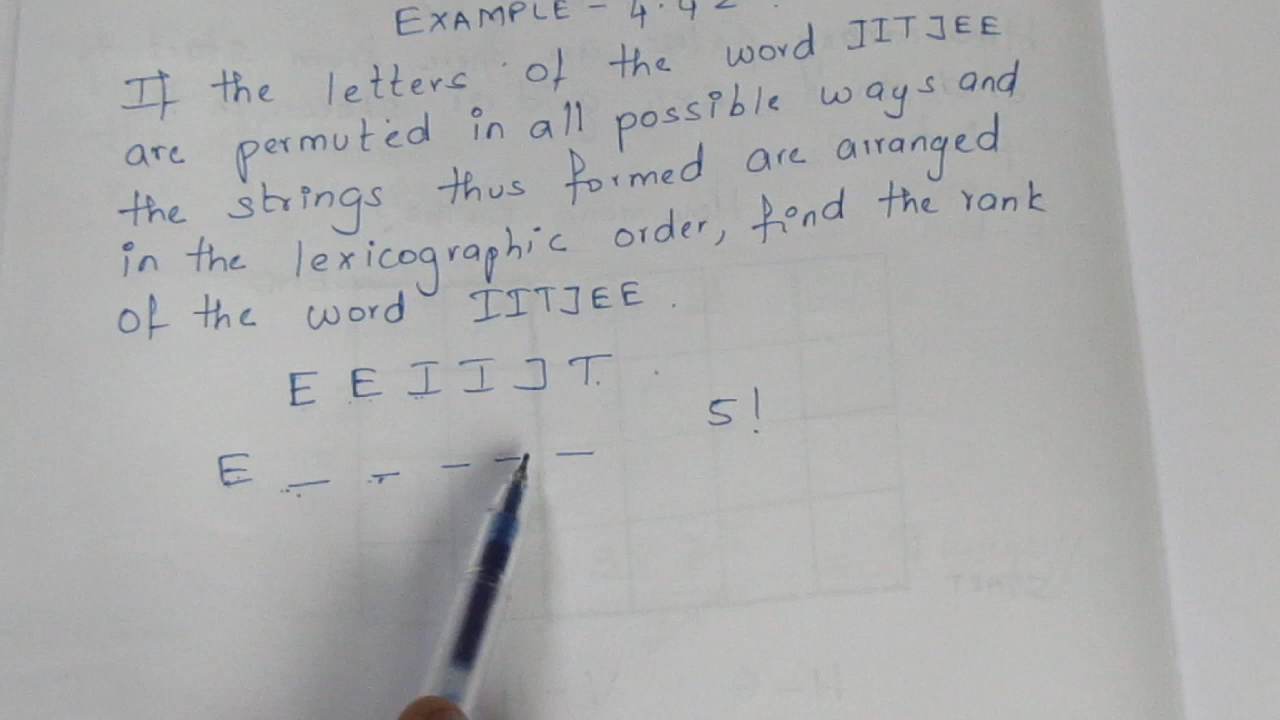 EXAMPLE - 4.42
If the letters of the word IITJEE
are permuted in all possible ways and
the strings thus formed are arranged
in the lexicographic order, find the rank
of the word IITJEE.
E E I I J T.
5!
E _ _ _ _ _